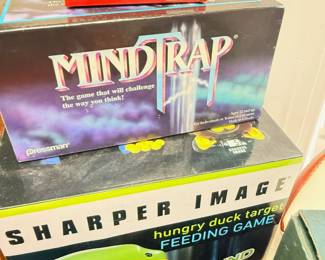 MINDTRAP
The game that will challenge
the way you think!
Pressman
SHARPER IMAGE
hungry duck target
FEEDING GAME